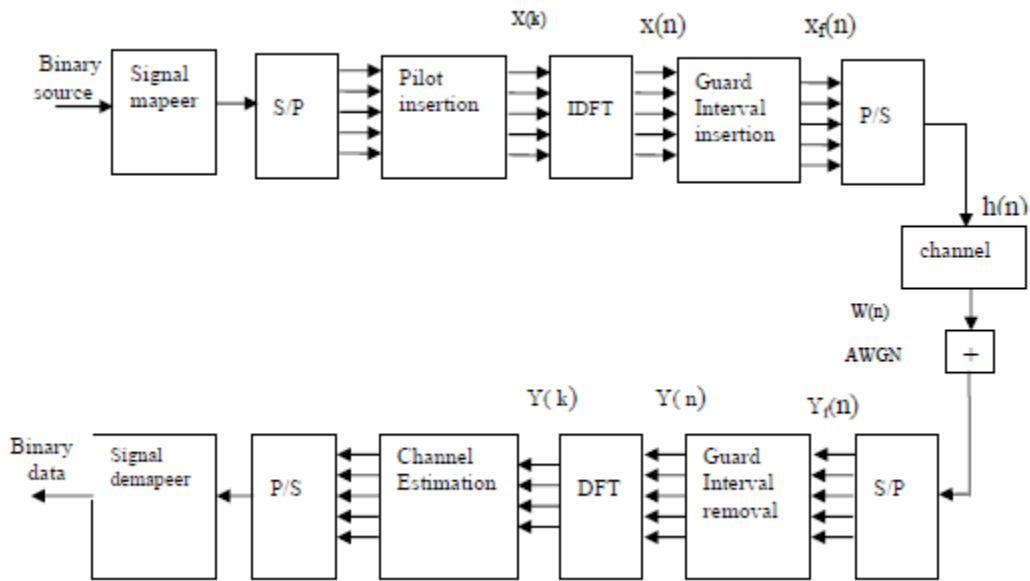 X(k)
x(n)
xf(n)
Binary
source
Signal
mapeer
S/P
Pilot
insertion
IDFT
Guard
Interval
insertion
P/S
h(n)
channel
W(n)
AWGN
+
Y( k)
Y( n)
Yf(n)
Binary
data
Signal
demapeer
P/S
Channel
Estimation
DFT
Guard
Interval
removal
S/P